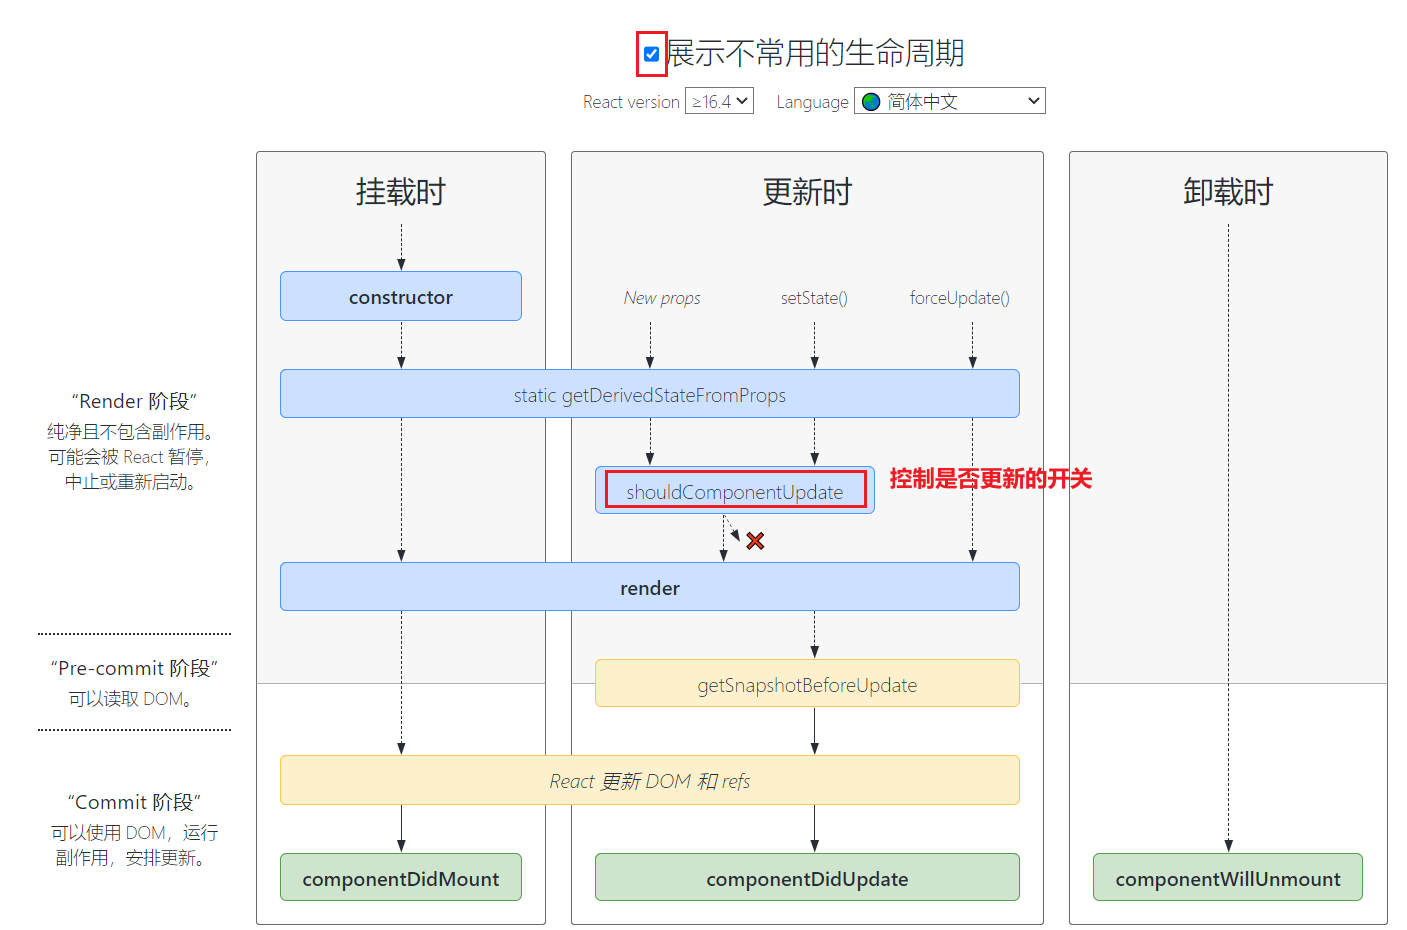 展示不常用的生命周期
React version ≥16.4 Language 简体中文
挂载时
更新时
卸载时
constructor
New props
setState()
forceUpdate()
static getDerivedStateFromProps
“Render 阶段”
纯净且不包含副作用。
可能会被 React 暂停，
中止或重新启动。
shouldComponentUpdate
控制是否更新的开关
render
“Pre-commit 阶段”
可以读取 DOM。
getSnapshotBeforeUpdate
React 更新 DOM 和 refs
“Commit 阶段”
可以使用 DOM，运行
副作用，安排更新。
componentDidMount
componentDidUpdate
componentWillUnmount